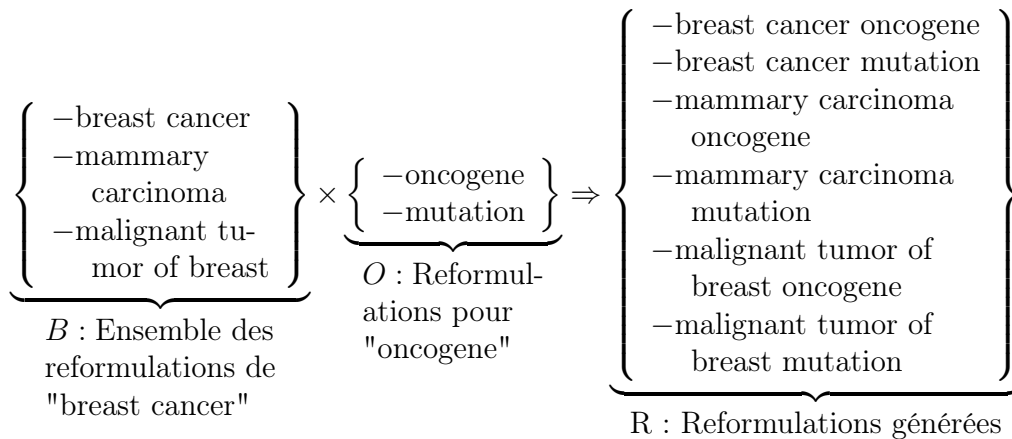 −breast cancer
−mammary
carcinoma
−malignant tu-
mor of breast
B : Ensemble des
reformulations de
"breast cancer"
×
−oncogene
−mutation
O : Reformul-
ations pour
"oncogene"
⇒
−breast cancer oncogene
−breast cancer mutation
−mammary carcinoma
oncogene
−mammary carcinoma
mutation
−malignant tumor of
breast oncogene
−malignant tumor of
breast mutation
R : Reformulations générées